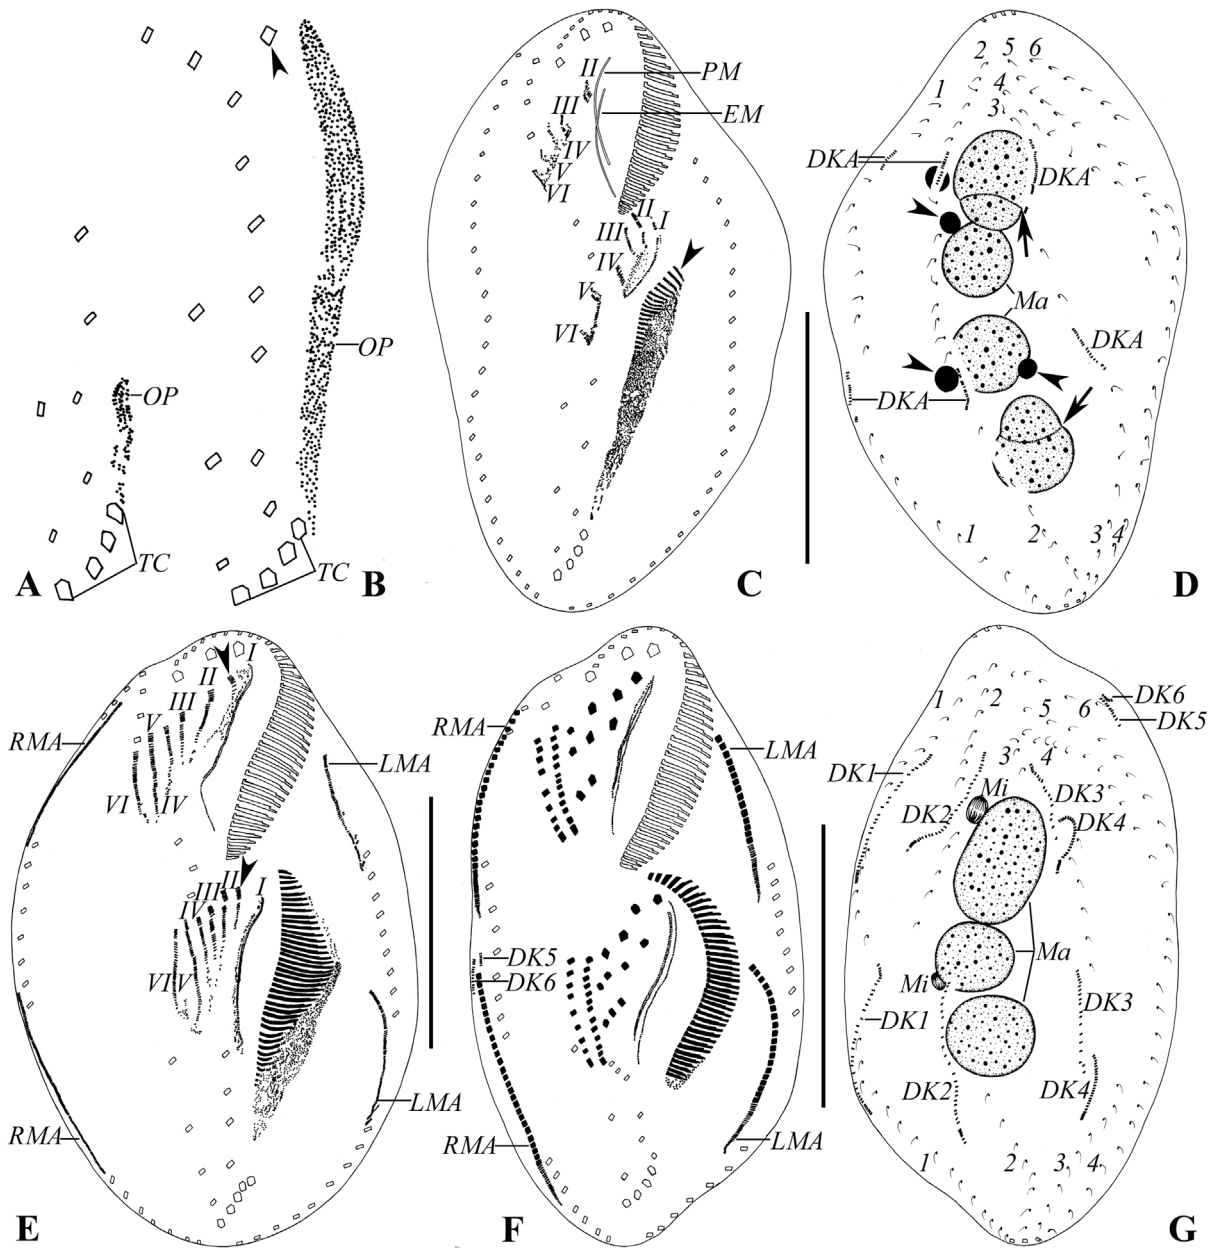 OP
OP
TC
TC
A
B
II
PM
III
EM
IV
V
VI
II
I
III
IV
V
VI
C
2 5 6
1
4
3
DKA
DKA
Ma
DKA
DKA
1 2 3 4
D
I
II
III
V
RMA
LMA
VI IV
II
I
III
IV
VI V
LMA
RMA
E
RMA
LMA
DK5
DK6
RMA
LMA
F
1 2 5 6
DK6
DK5
3 4
DK1
Mi
DK3
DK2
DK4
Ma
Mi
DK1
DK3
DK2
DK4
1 2 3 4
G